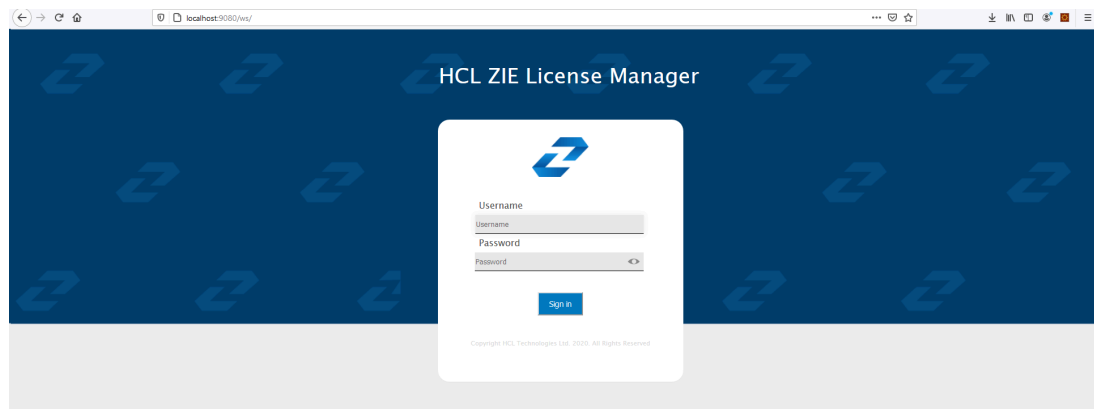 localhost:9080/ws/
HCL ZIE License Manager
Username
Username
Password
Password
Sign in
Copyright HCL Technologies Ltd. 2020. All Rights Reserved